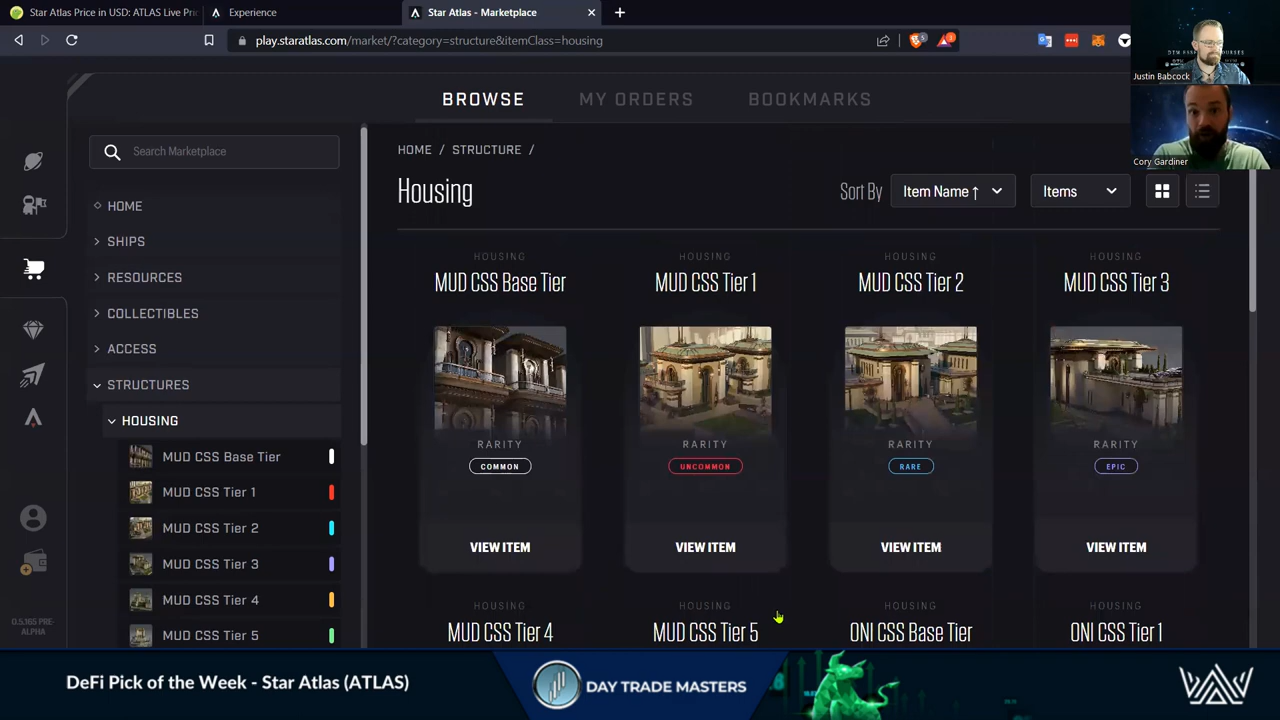 Star Atlas Price in USD: ATLAS Live Pri
Experience
Star Atlas - Marketplace
play.staratlas.com/market/?category=structure&itemClass=housing
Justin Babcock
Cory Gardiner
BROWSE
MY ORDERS
BOOKMARKS
Search Marketplace
HOME
SHIPS
RESOURCES
COLLECTIBLES
ACCESS
STRUCTURES
HOUSING
MUD CSS Base Tier
MUD CSS Tier 1
MUD CSS Tier 2
MUD CSS Tier 3
MUD CSS Tier 4
MUD CSS Tier 5
0.5.165 PRE-
ALPHA
HOME / STRUCTURE /
Housing
Sort By
Item Name ↑
Items
HOUSING
MUD CSS Base Tier
RARITY
COMMON
VIEW ITEM
HOUSING
MUD CSS Tier 1
RARITY
UNCOMMON
VIEW ITEM
HOUSING
MUD CSS Tier 2
RARITY
RARE
VIEW ITEM
HOUSING
MUD CSS Tier 3
RARITY
EPIC
VIEW ITEM
HOUSING
MUD CSS Tier 4
HOUSING
MUD CSS Tier 5
HOUSING
ONI CSS Base Tier
HOUSING
ONI CSS Tier 1
DeFi Pick of the Week - Star Atlas (ATLAS)
DAY TRADE MASTERS